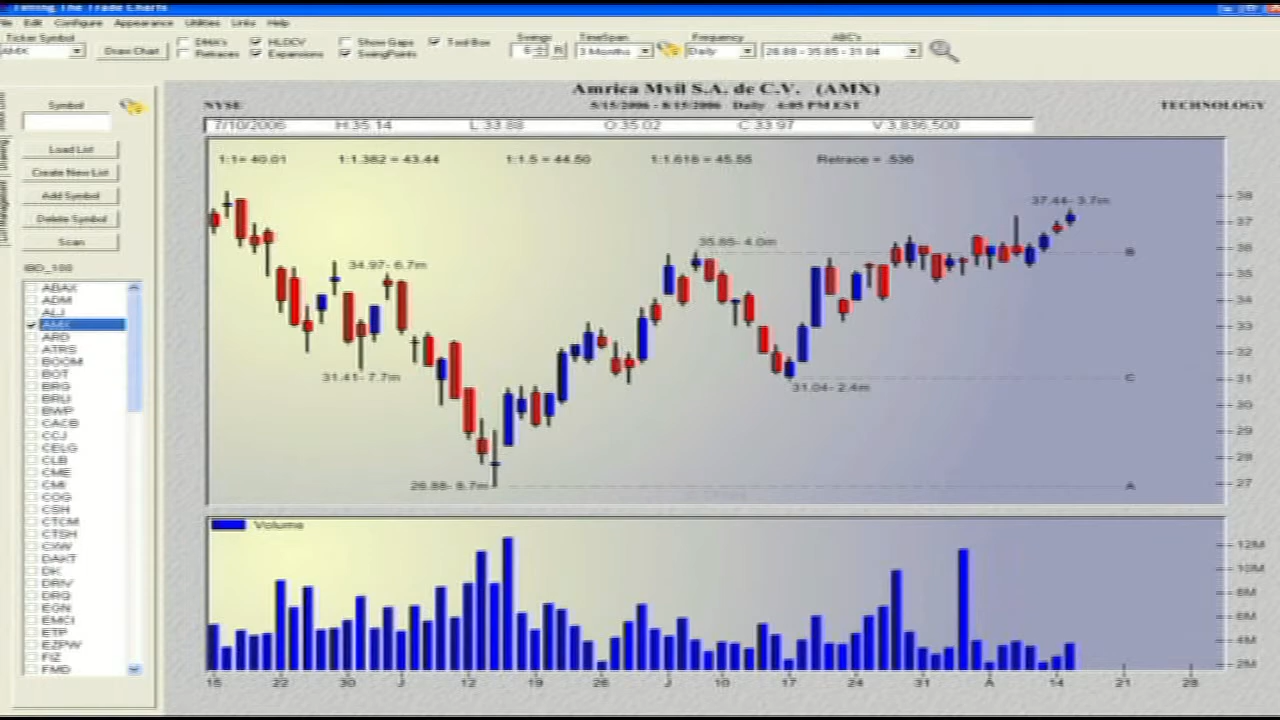 Timing The Trade Charts
File Edit Configure Appearance Utilities Links Help
Ticker Symbol
AMX
Draw Chart
DMA's
Retraces
HLOCV
Expansions
Show Gaps
SwingPoints
Tool Box
Swings
6
R
TimeSpan
3 Months
Frequency
Daily
ABC's
26.88 - 35.85 - 31.04
Amrica Mvil S.A. de C.V. (AMX)
NYSE
5/15/2006 - 8/15/2006 Daily 4:05 PM EST
TECHNOLOGY
7/10/2006 H:35.14 L:33.88 O:35.02 C:33.97 V:3,836,500
1:1= 40.01 1:1.382 = 43.44 1:1.5 = 44.50 1:1.618 = 45.55 Retrace = .536
Symbol
Load List
Create New List
Add Symbol
Delete Symbol
Scan
IBD_100
ABAX
ADM
ALJ
AMX
ARD
ATRS
BOOM
BOT
BRG
BRLI
BWP
CACB
CCJ
CELG
CLB
CME
CMI
COG
CSH
CTCM
CTSH
CXW
DAKT
DK
DRIV
DRQ
EGN
EMCI
ETP
EZPW
FIZ
FMD
37.44- 3.7m
35.85- 4.0m
34.97- 6.7m
31.41- 7.7m
31.04- 2.4m
26.88- 8.7m
B
C
A
38
37
36
35
34
33
32
31
30
29
28
27
Volume
12M
10M
8M
6M
4M
2M
15 22 30 J 12 19 26 J 10 17 24 31 A 14 21 28